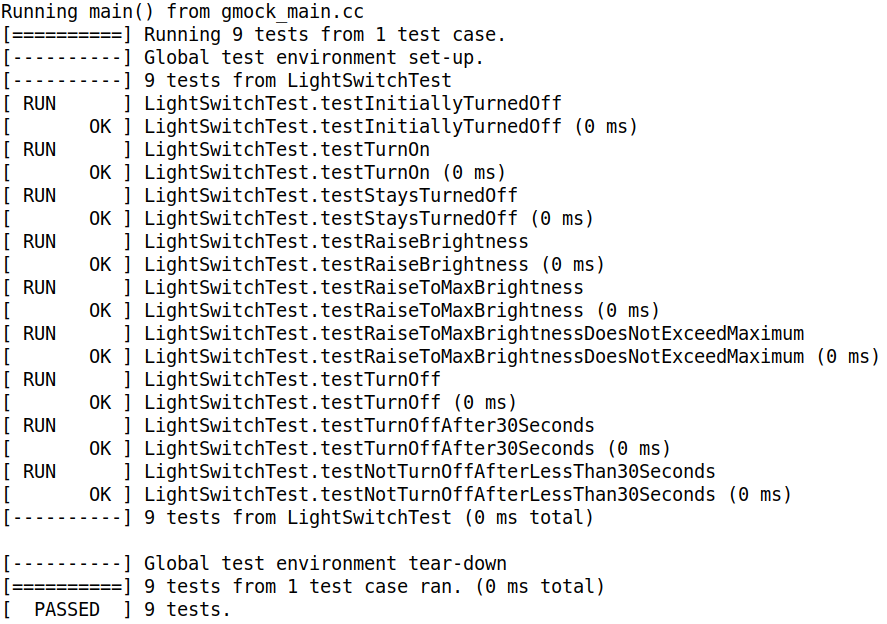 Running main() from gmock_main.cc
[==========] Running 9 tests from 1 test case.
[----------] Global test environment set-up.
[----------] 9 tests from LightSwitchTest
[ RUN      ] LightSwitchTest.testInitiallyTurnedOff
[       OK ] LightSwitchTest.testInitiallyTurnedOff (0 ms)
[ RUN      ] LightSwitchTest.testTurnOn
[       OK ] LightSwitchTest.testTurnOn (0 ms)
[ RUN      ] LightSwitchTest.testStaysTurnedOff
[       OK ] LightSwitchTest.testStaysTurnedOff (0 ms)
[ RUN      ] LightSwitchTest.testRaiseBrightness
[       OK ] LightSwitchTest.testRaiseBrightness (0 ms)
[ RUN      ] LightSwitchTest.testRaiseToMaxBrightness
[       OK ] LightSwitchTest.testRaiseToMaxBrightness (0 ms)
[ RUN      ] LightSwitchTest.testRaiseToMaxBrightnessDoesNotExceedMaximum
[       OK ] LightSwitchTest.testRaiseToMaxBrightnessDoesNotExceedMaximum (0 ms)
[ RUN      ] LightSwitchTest.testTurnOff
[       OK ] LightSwitchTest.testTurnOff (0 ms)
[ RUN      ] LightSwitchTest.testTurnOffAfter30Seconds
[       OK ] LightSwitchTest.testTurnOffAfter30Seconds (0 ms)
[ RUN      ] LightSwitchTest.testNotTurnOffAfterLessThan30Seconds
[       OK ] LightSwitchTest.testNotTurnOffAfterLessThan30Seconds (0 ms)
[----------] 9 tests from LightSwitchTest (0 ms total)

[----------] Global test environment tear-down
[==========] 9 tests from 1 test case ran. (0 ms total)
[  PASSED  ] 9 tests.